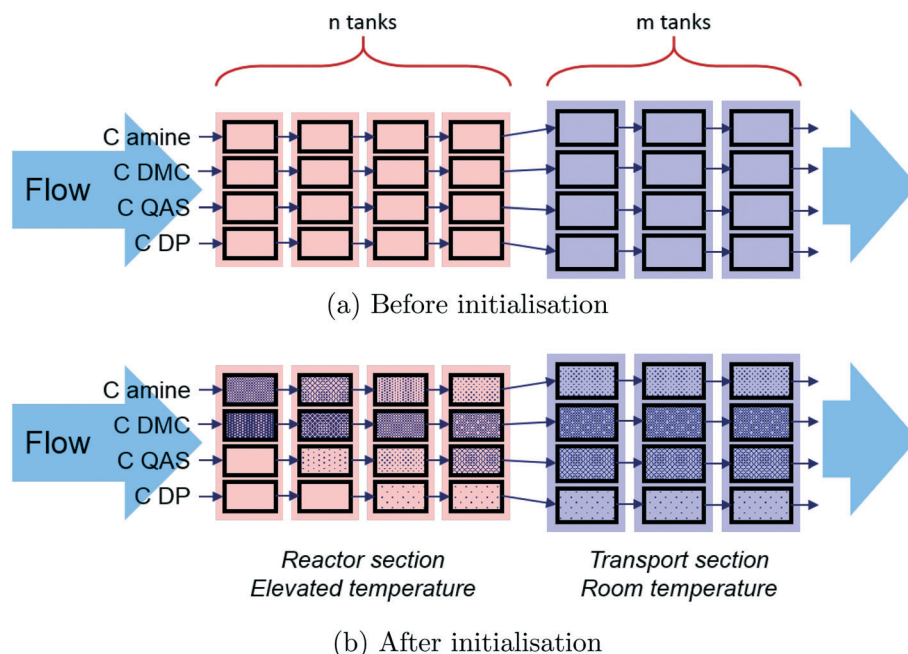 n tanks
m tanks
C amine
C DMC
Flow
C QAS
C DP
(a) Before initialisation
C amine
C DMC
Flow
C QAS
C DP
Reactor section
Elevated temperature
Transport section
Room temperature
(b) After initialisation